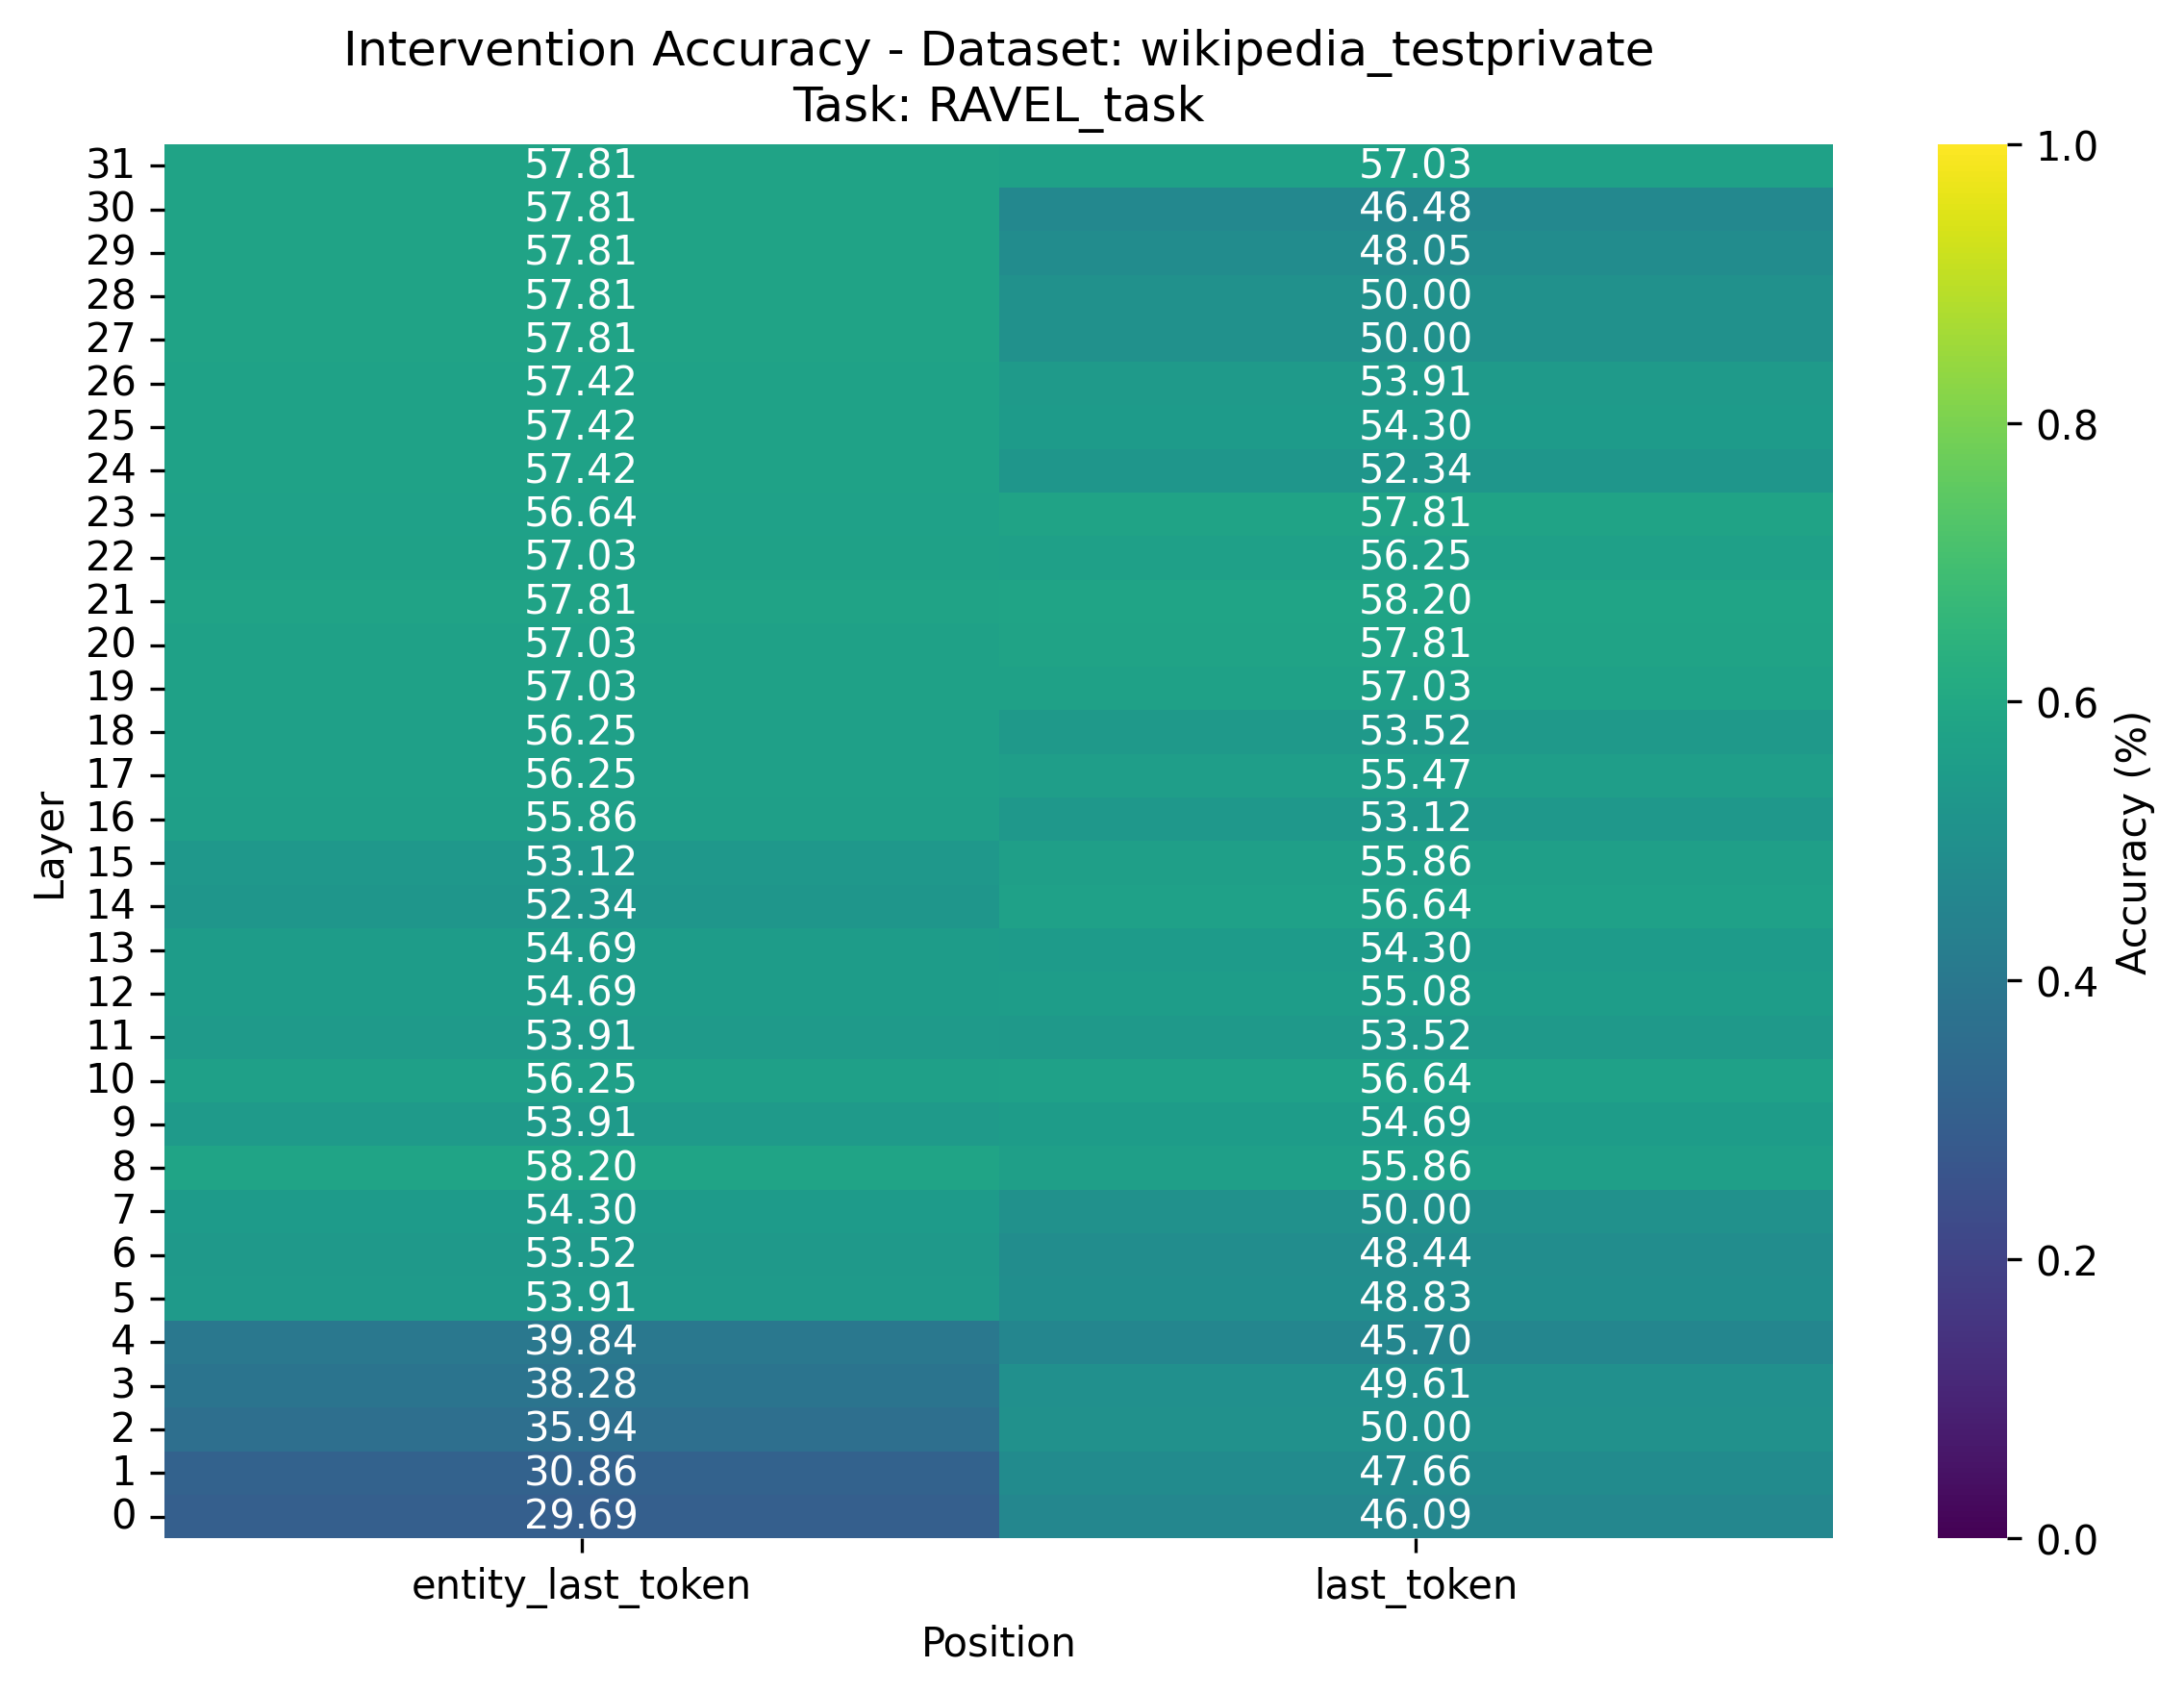 Intervention Accuracy - Dataset: wikipedia_testprivate
Task: RAVEL_task
31 57.81 57.03
30 57.81 46.48
29 57.81 48.05
28 57.81 50.00
27 57.81 50.00
26 57.42 53.91
25 57.42 54.30
24 57.42 52.34
23 56.64 57.81
22 57.03 56.25
21 57.81 58.20
20 57.03 57.81
19 57.03 57.03
18 56.25 53.52
17 56.25 55.47
16 55.86 53.12
15 53.12 55.86
14 52.34 56.64
13 54.69 54.30
12 54.69 55.08
11 53.91 53.52
10 56.25 56.64
9 53.91 54.69
8 58.20 55.86
7 54.30 50.00
6 53.52 48.44
5 53.91 48.83
4 39.84 45.70
3 38.28 49.61
2 35.94 50.00
1 30.86 47.66
0 29.69 46.09
entity_last_token last_token
Position
Layer
1.0
0.8
0.6
0.4
0.2
0.0
Accuracy (%)